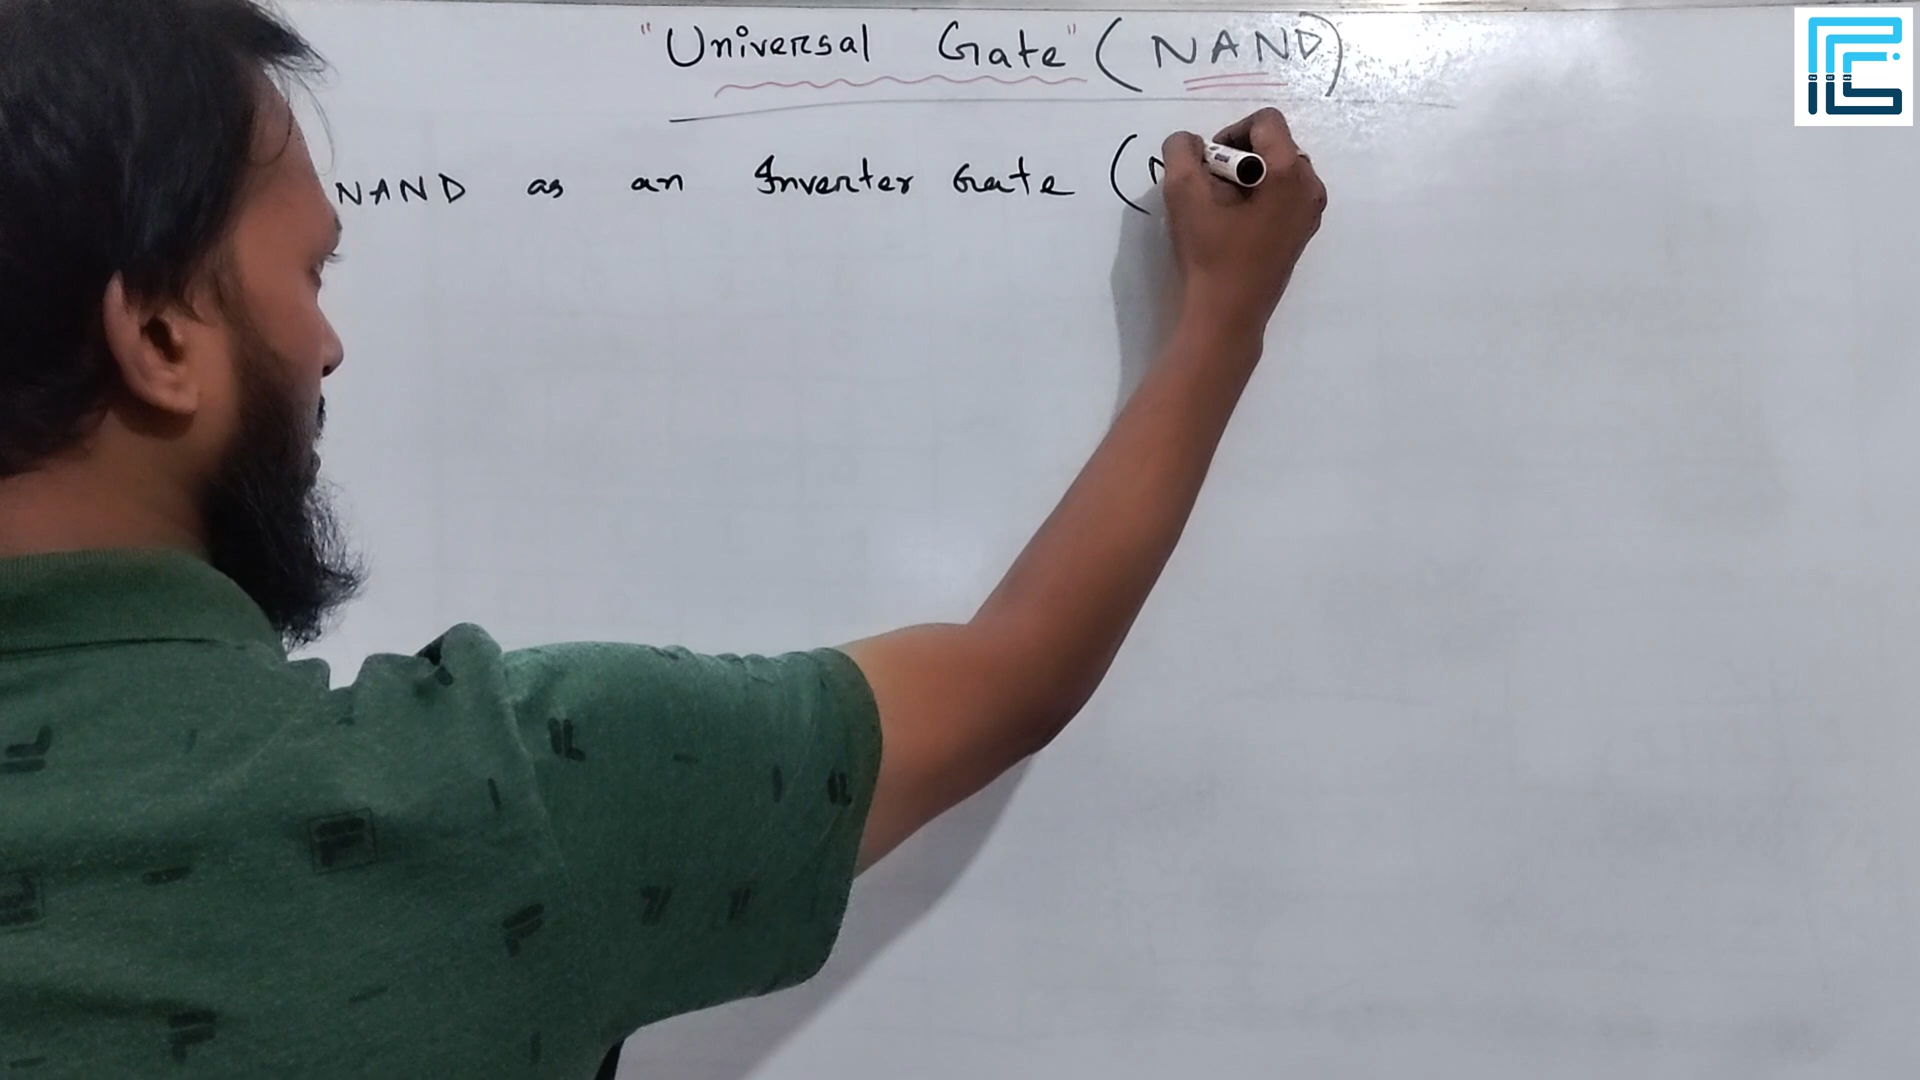 "Universal Gate" (NAND)
NAND as an Inverter Gate (N